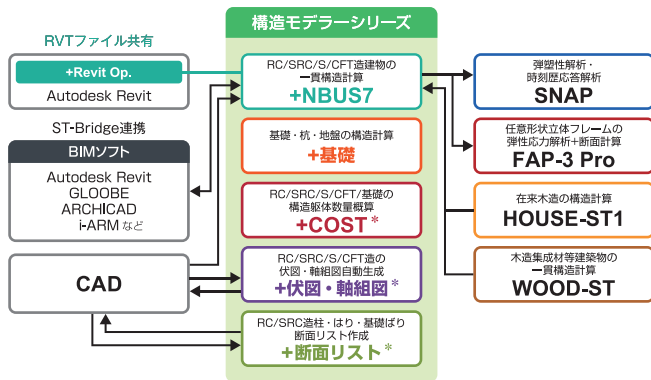 構造モデラーシリーズ
RVTファイル共有
+Revit Op.
Autodesk Revit
ST-Bridge連携
BIMソフト
Autodesk Revit
GLOOBE
ARCHICAD
i-ARM など
CAD
RC/SRC/S/CFT造建物の
一貫構造計算
+NBUS7
基礎・杭・地盤の構造計算
+基礎
RC/SRC/S/CFT/基礎の
構造躯体数量概算
+COST*
RC/SRC/S/CFT造の
伏図・軸組図自動生成
+伏図・軸組図*
RC/SRC造柱・はり・基礎ばり
断面リスト作成
+断面リスト*
弾塑性解析・
時刻歴応答解析
SNAP
任意形状立体フレームの
弾性応力解析+断面計算
FAP-3 Pro
在来木造の構造計算
HOUSE-ST1
木造集成材等建築物の
一貫構造計算
WOOD-ST